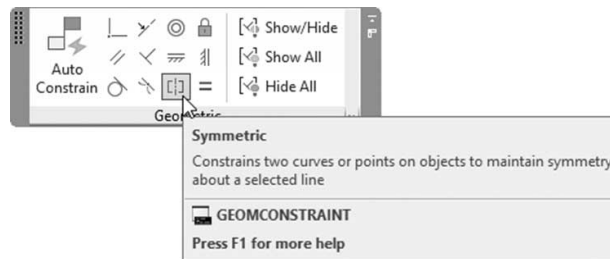 Auto
Constrain
Show/Hide
Show All
Hide All
Geometric
Symmetric
Constrains two curves or points on objects to maintain symmetry
about a selected line
GEOMCONSTRAINT
Press F1 for more help